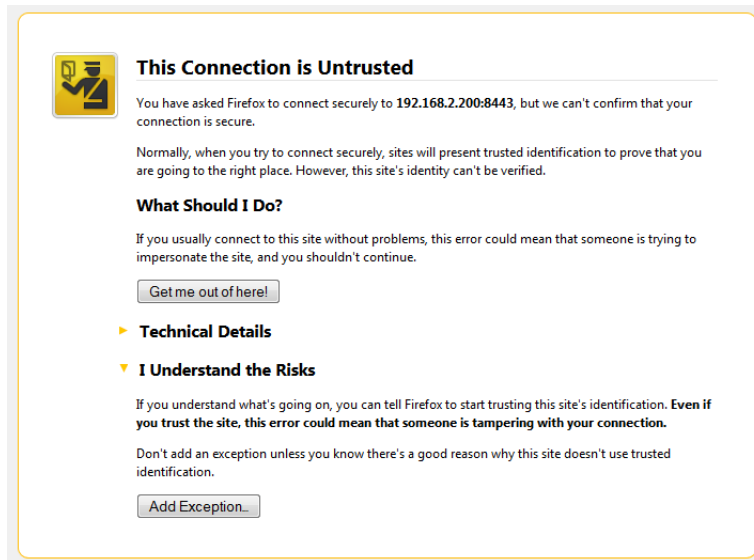 This Connection is Untrusted
You have asked Firefox to connect securely to 192.168.2.200:8443, but we can't confirm that your
connection is secure.
Normally, when you try to connect securely, sites will present trusted identification to prove that you
are going to the right place. However, this site's identity can't be verified.
What Should I Do?
If you usually connect to this site without problems, this error could mean that someone is trying to
impersonate the site, and you shouldn't continue.
Get me out of here!
Technical Details
I Understand the Risks
If you understand what's going on, you can tell Firefox to start trusting this site's identification. Even if
you trust the site, this error could mean that someone is tampering with your connection.
Don't add an exception unless you know there's a good reason why this site doesn't use trusted
identification.
Add Exception...